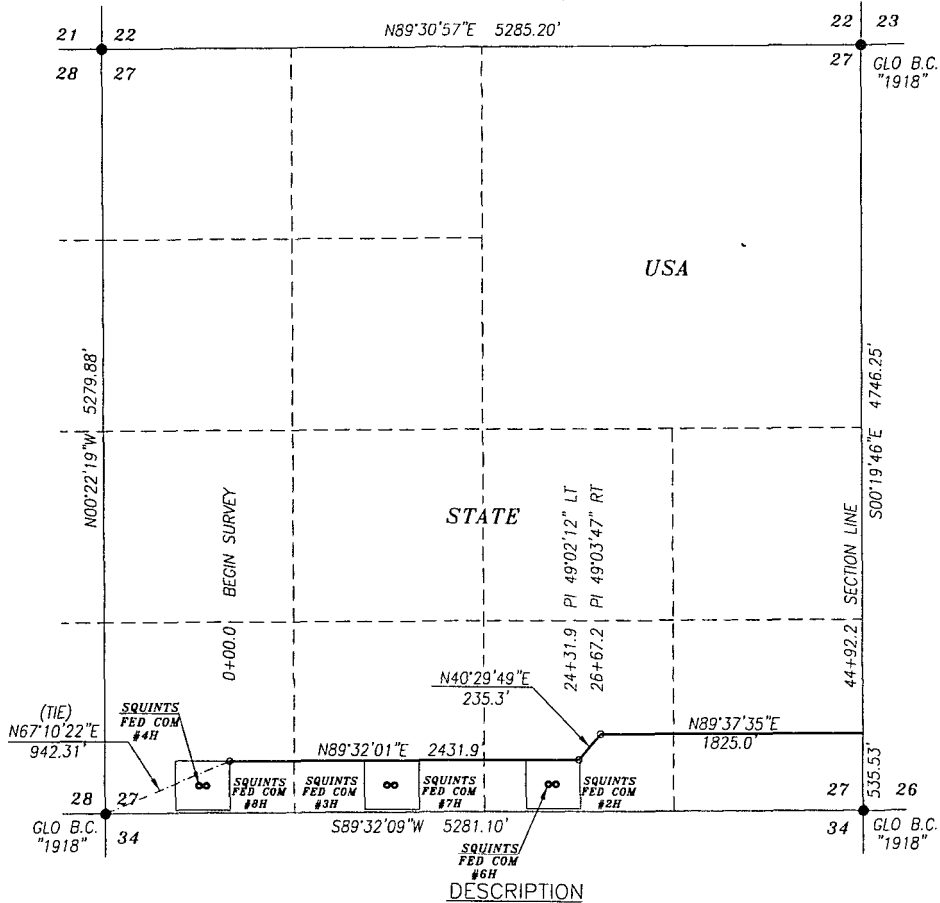 21 22
N89°30'57"E 5285.20'
22 23
28 27
27
GLO B.C.
"1918"
USA
N00°22'19"W 5279.88'
S00°19'46"E 4746.25'
STATE
0+00.0 BEGIN SURVEY
24+31.9 PI 49°02'12" LT
26+67.2 PI 49°03'47" RT
44+92.2 SECTION LINE
N40°29'49"E
235.3'
(TIE)
N67°10'22"E
942.31'
SQUINTS
FED COM
#4H
N89°32'01"E 2431.9'
N89°37'35"E
1825.0'
535.53'
SQUINTS
FED COM
#8H
SQUINTS
FED COM
#3H
SQUINTS
FED COM
#7H
SQUINTS
FED COM
#2H
28 27
27 26
GLO B.C.
"1918"
34
S89°32'09"W 5281.10'
34
GLO B.C.
"1918"
SQUINTS
FED COM
#6H
DESCRIPTION